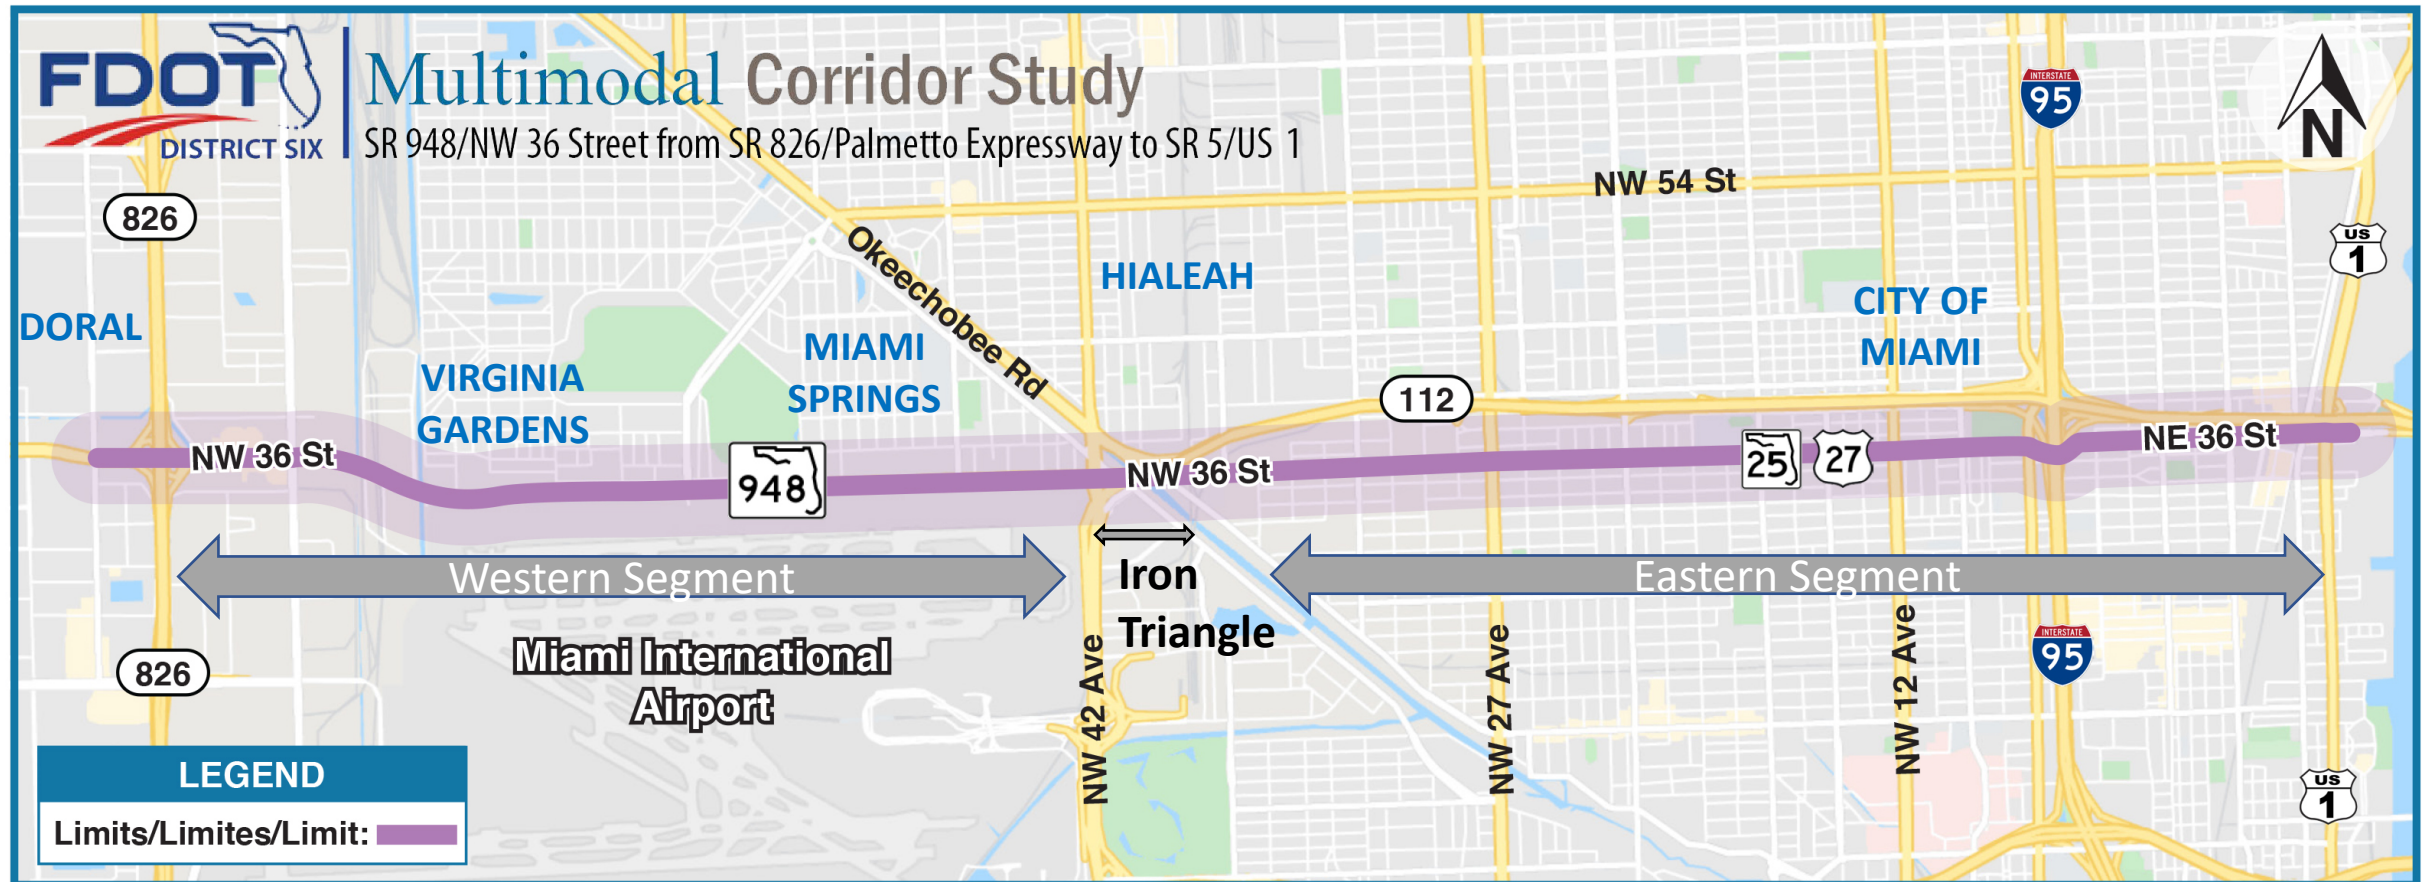 FDOT
DISTRICT SIX
Multimodal Corridor Study
SR 948/NW 36 Street from SR 826/Palmetto Expressway to SR 5/US 1
INTERSTATE
95
N
NW 54 St
826
US
1
Okeechobee Rd
HIALEAH
CITY OF
MIAMI
DORAL
MIAMI
SPRINGS
VIRGINIA
GARDENS
112
NW 36 St
948
NW 36 St
25
27
NE 36 St
Western Segment
Iron
Triangle
Eastern Segment
Miami International
Airport
826
NW 42 Ave
NW 27 Ave
NW 12 Ave
INTERSTATE
95
US
1
LEGEND
Limits/Limites/Limit: